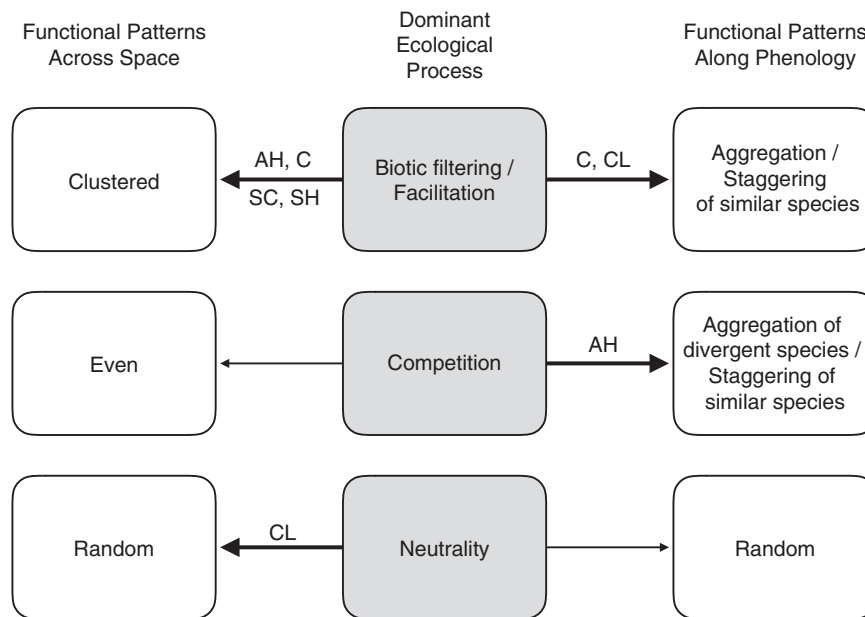 Functional Patterns
Across Space
Dominant
Ecological
Process
Functional Patterns
Along Phenology
Clustered
AH, C
SC, SH
Biotic filtering /
Facilitation
C, CL
Aggregation /
Staggering
of similar species
Even
Competition
AH
Aggregation of
divergent species /
Staggering of
similar species
Random
CL
Neutrality
Random